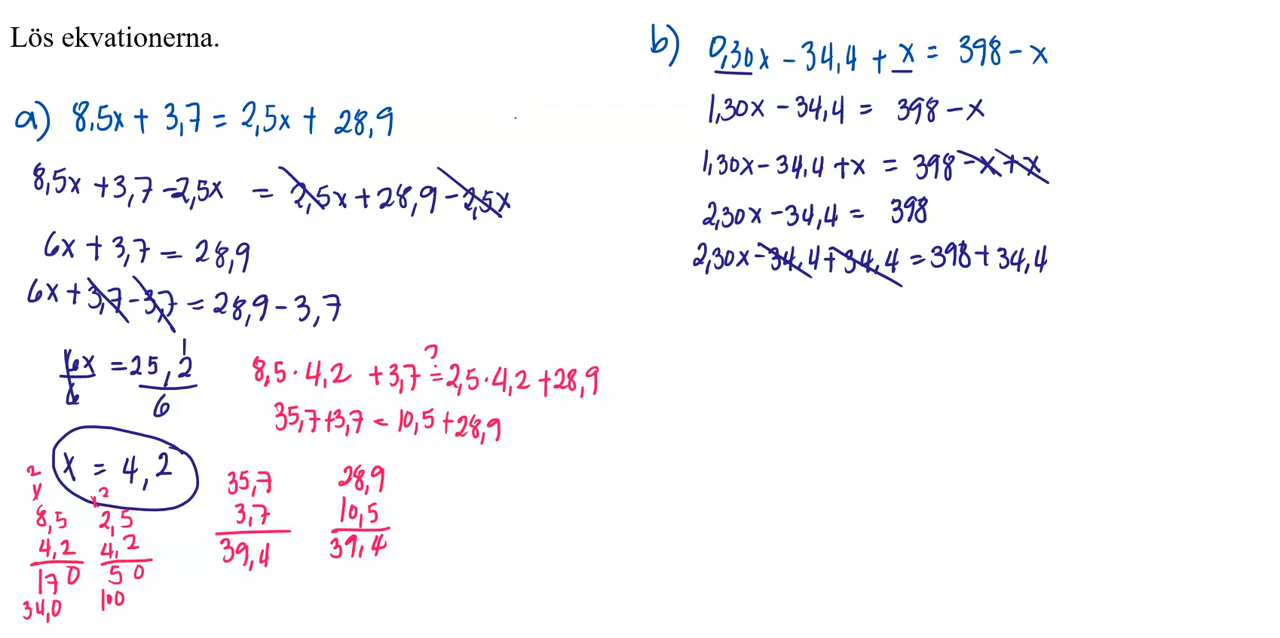 Lös ekvationerna.
a) 8,5x + 3,7 = 2,5x + 28,9
8,5x + 3,7 - 2,5x = 2,5x + 28,9 - 2,5x
6x + 3,7 = 28,9
6x + 3,7 - 3,7 = 28,9 - 3,7
6x = 25,2
6 6
x = 4,2
8,5 · 4,2 + 3,7 = 2,5 · 4,2 + 28,9
?
35,7 + 3,7 = 10,5 + 28,9
2
8,5
4,2
170
34,0
2
2,5
4,2
50
100
35,7
3,7
39,4
28,9
10,5
39,4
b) 0,30x - 34,4 + x = 398 - x
1,30x - 34,4 = 398 - x
1,30x - 34,4 + x = 398 - x + x
2,30x - 34,4 = 398
2,30x - 34,4 + 34,4 = 398 + 34,4